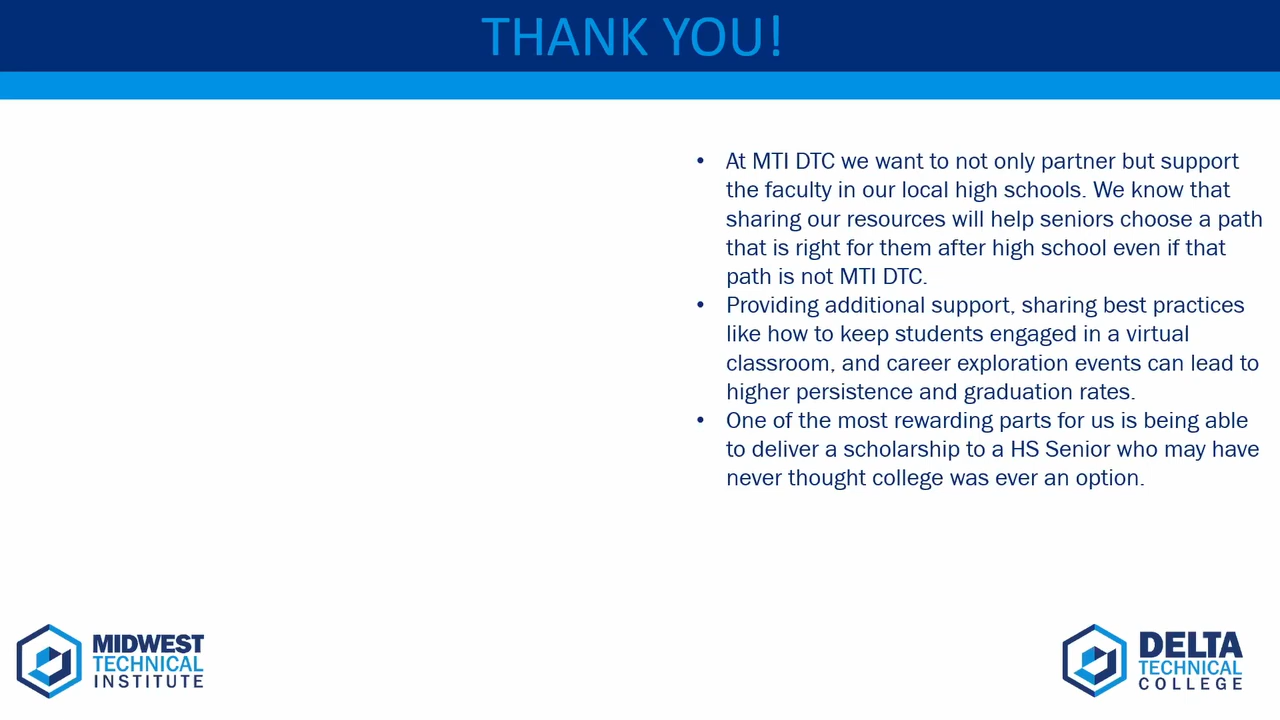 THANK YOU!
• At MTI DTC we want to not only partner but support
the faculty in our local high schools. We know that
sharing our resources will help seniors choose a path
that is right for them after high school even if that
path is not MTI DTC.
• Providing additional support, sharing best practices
like how to keep students engaged in a virtual
classroom, and career exploration events can lead to
higher persistence and graduation rates.
• One of the most rewarding parts for us is being able
to deliver a scholarship to a HS Senior who may have
never thought college was ever an option.
MIDWEST
TECHNICAL
INSTITUTE
DELTA
TECHNICAL
COLLEGE